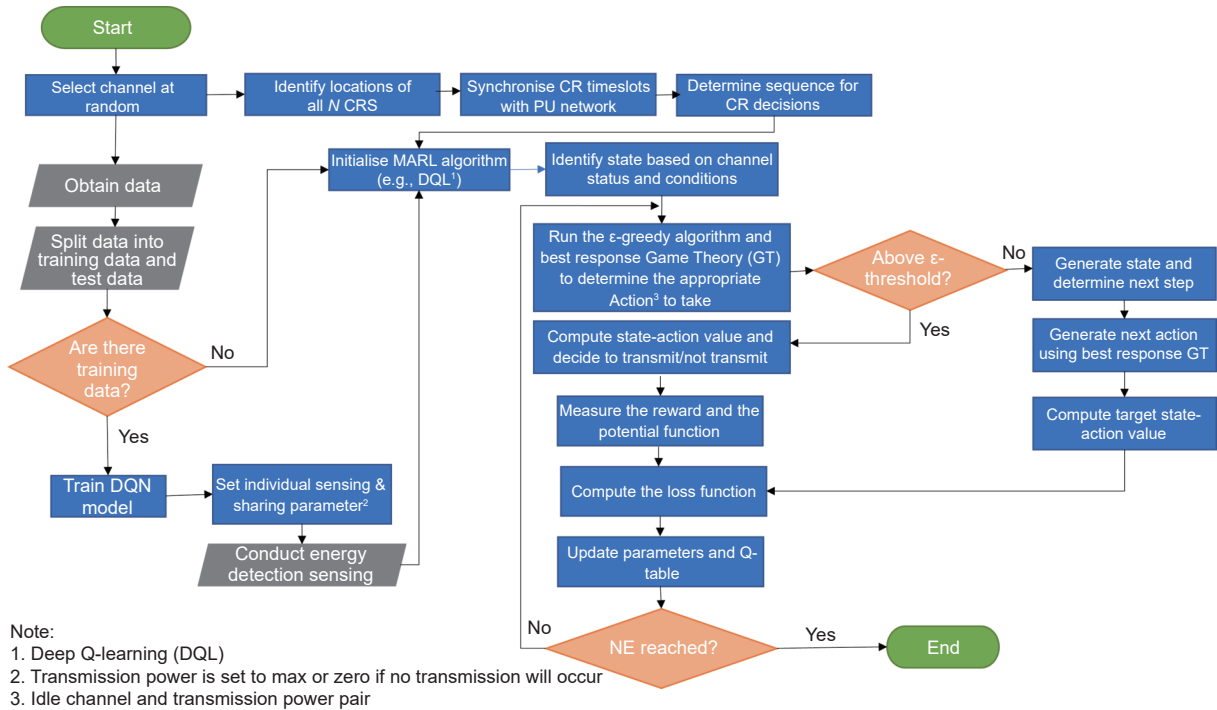 Start
Select channel at
random
Identify locations of
all N CRS
Synchronise CR timeslots
with PU network
Determine sequence for
CR decisions
Obtain data
Split data into
training data and
test data
Are there
training
data?
No
Yes
Train DQN
model
Set individual sensing &
sharing parameter²
Conduct energy
detection sensing
Initialise MARL algorithm
(e.g., DQL¹)
Identify state based on channel
status and conditions
Run the ε-greedy algorithm and
best response Game Theory (GT)
to determine the appropriate
Action³ to take
Above ε-
threshold?
No
Yes
Generate state and
determine next step
Generate next action
using best response GT
Compute target state-
action value
Compute state-action value and
decide to transmit/not transmit
Measure the reward and the
potential function
Compute the loss function
Update parameters and Q-
table
NE reached?
No
Yes
End
Note:
1. Deep Q-learning (DQL)
2. Transmission power is set to max or zero if no transmission will occur
3. Idle channel and transmission power pair